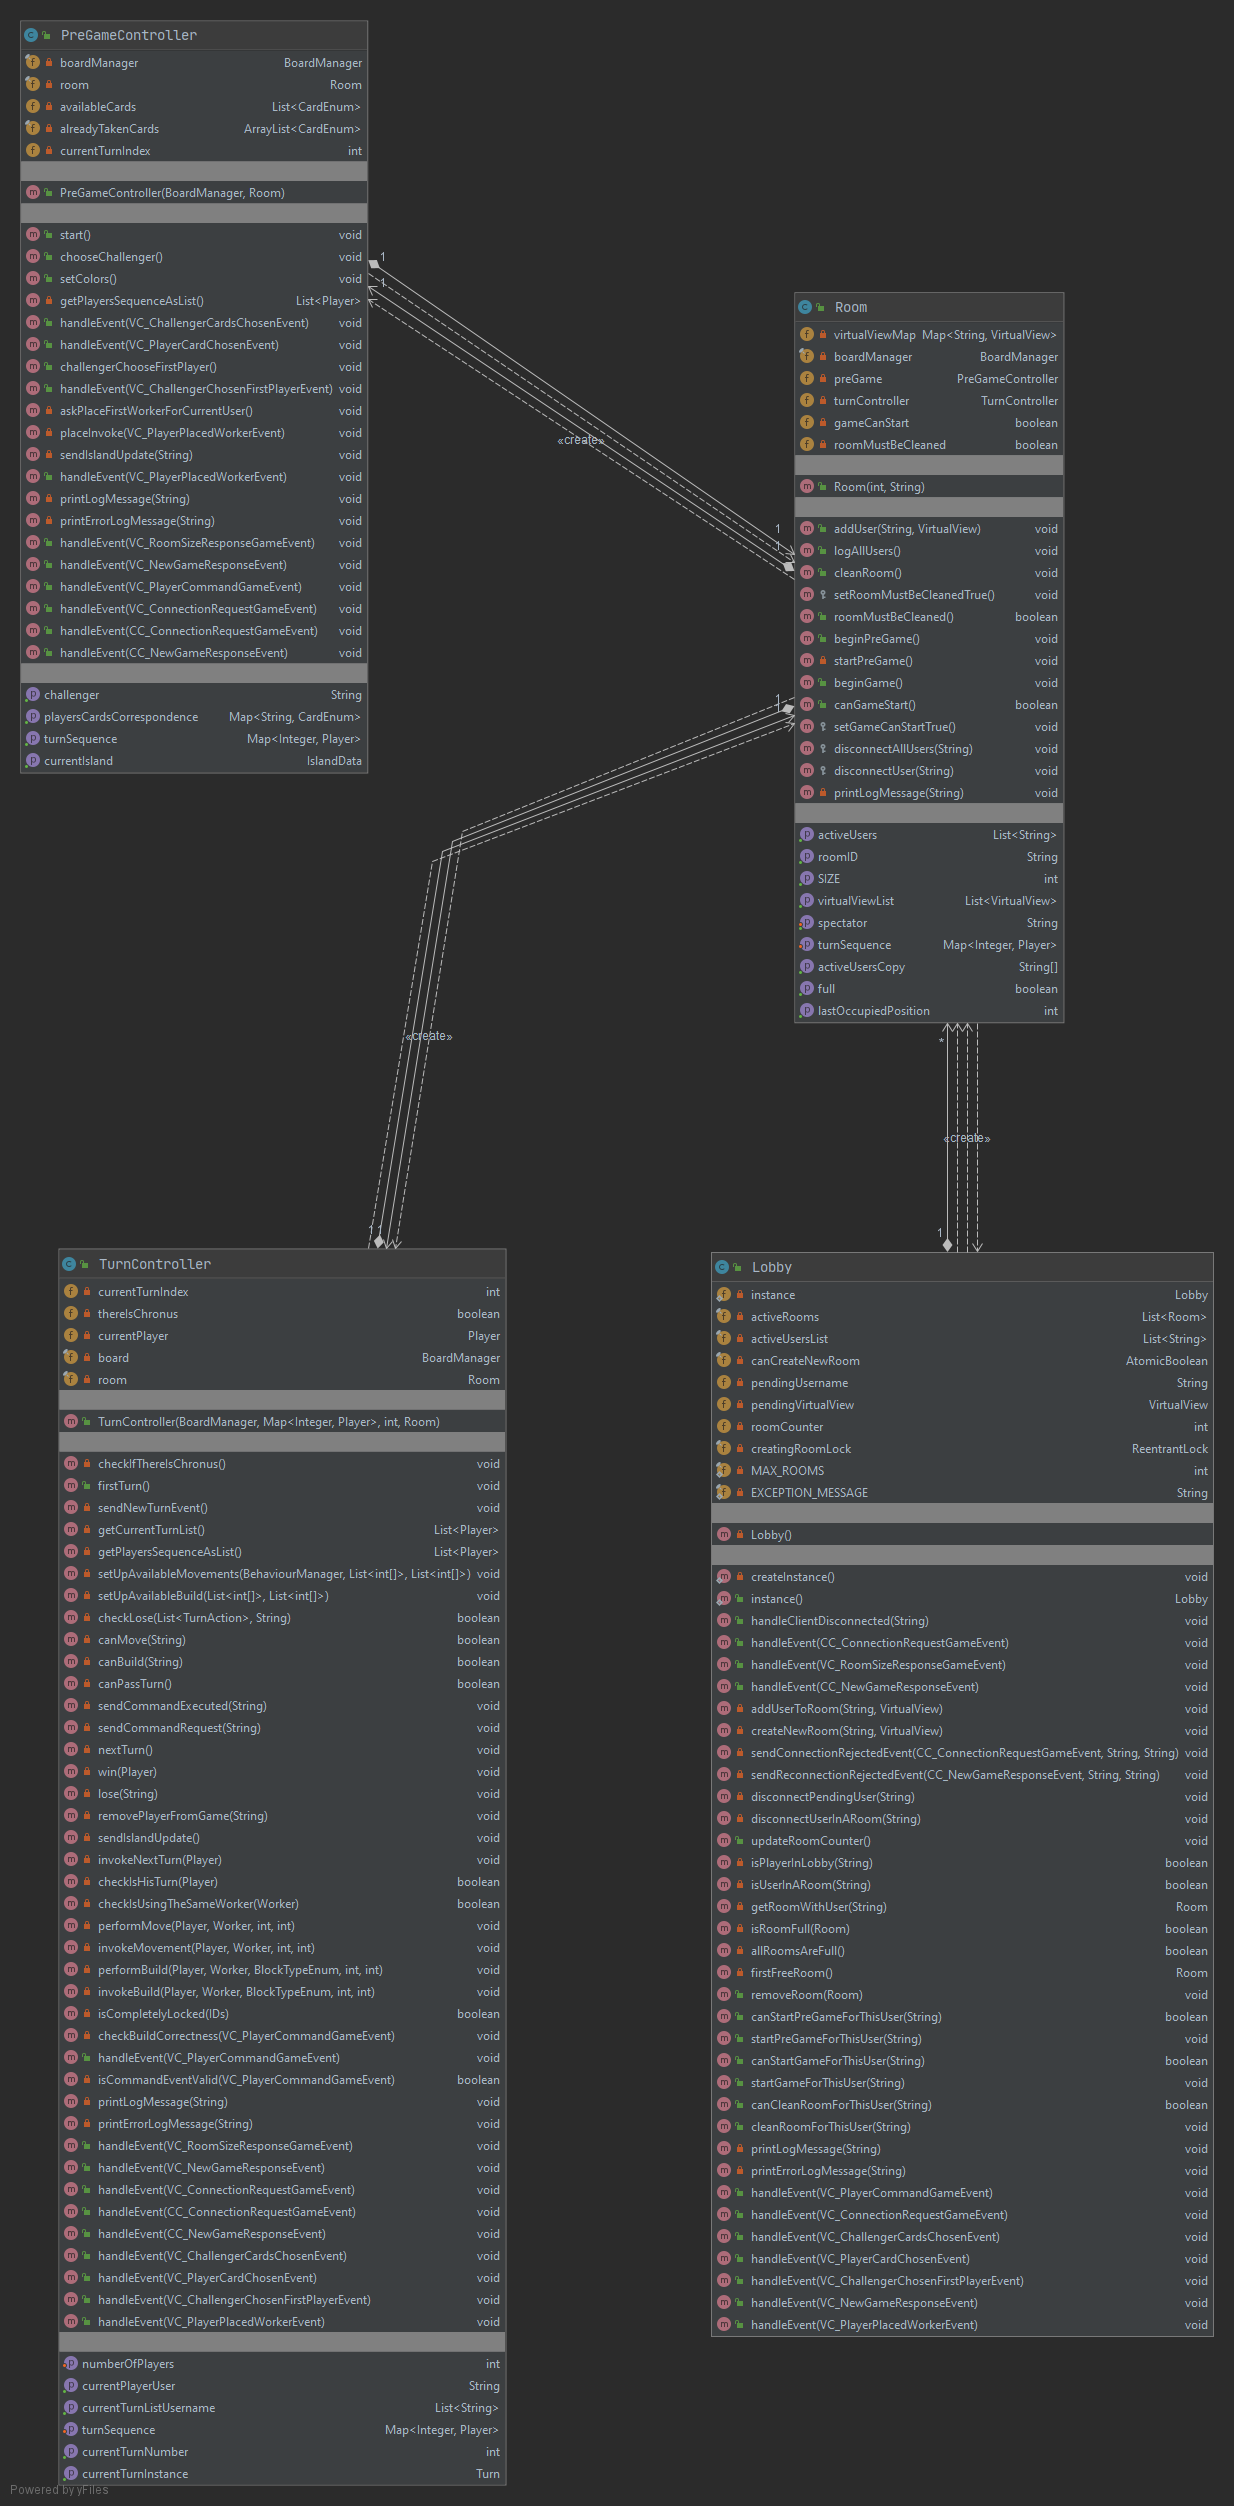 PreGameController
boardManager BoardManager
room Room
availableCards List<CardEnum>
alreadyTakenCards ArrayList<CardEnum>
currentTurnIndex int
PreGameController(BoardManager, Room)
start() void
chooseChallenger() void
setColors() void
getPlayersSequenceAsList() List<Player>
handleEvent(VC_ChallengerCardsChosenEvent) void
handleEvent(VC_PlayerCardChosenEvent) void
challengerChooseFirstPlayer() void
handleEvent(VC_ChallengerChosenFirstPlayerEvent) void
askPlaceFirstWorkerForCurrentUser() void
placeInvoke(VC_PlayerPlacedWorkerEvent) void
sendIslandUpdate(String) void
handleEvent(VC_PlayerPlacedWorkerEvent) void
printLogMessage(String) void
printErrorLogMessage(String) void
handleEvent(VC_RoomSizeResponseGameEvent) void
handleEvent(VC_NewGameResponseEvent) void
handleEvent(VC_PlayerCommandGameEvent) void
handleEvent(VC_ConnectionRequestGameEvent) void
handleEvent(CC_ConnectionRequestGameEvent) void
handleEvent(CC_NewGameResponseEvent) void
challenger String
playersCardsCorrespondence Map<String, CardEnum>
turnSequence Map<Integer, Player>
currentIsland IslandData
1
1
«create»
1
1
Room
virtualViewMap Map<String, VirtualView>
boardManager BoardManager
preGame PreGameController
turnController TurnController
gameCanStart boolean
roomMustBeCleaned boolean
Room(int, String)
addUser(String, VirtualView) void
logAllUsers() void
cleanRoom() void
setRoomMustBeCleanedTrue() void
roomMustBeCleaned() boolean
beginPreGame() void
startPreGame() void
beginGame() void
canGameStart() boolean
setGameCanStartTrue() void
disconnectAllUsers(String) void
disconnectUser(String) void
printLogMessage(String) void
activeUsers List<String>
roomID String
SIZE int
virtualViewList List<VirtualView>
spectator String
turnSequence Map<Integer, Player>
activeUsersCopy String[]
full boolean
lastOccupiedPosition int
1
«create»
1 1
*
«create»
1
TurnController
currentTurnIndex int
thereIsChronus boolean
currentPlayer Player
board BoardManager
room Room
TurnController(BoardManager, Map<Integer, Player>, int, Room)
checkIfThereIsChronus() void
firstTurn() void
sendNewTurnEvent() void
getCurrentTurnList() List<Player>
getPlayersSequenceAsList() List<Player>
setUpAvailableMovements(BehaviourManager, List<int[]>, List<int[]>) void
setUpAvailableBuild(List<int[]>, List<int[]>) void
checkLose(List<TurnAction>, String) boolean
canMove(String) boolean
canBuild(String) boolean
canPassTurn() boolean
sendCommandExecuted(String) void
sendCommandRequest(String) void
nextTurn() void
win(Player) void
lose(String) void
removePlayerFromGame(String) void
sendIslandUpdate() void
invokeNextTurn(Player) void
checkIsHisTurn(Player) boolean
checkIsUsingTheSameWorker(Worker) boolean
performMove(Player, Worker, int, int) void
invokeMovement(Player, Worker, int, int) void
performBuild(Player, Worker, BlockTypeEnum, int, int) void
invokeBuild(Player, Worker, BlockTypeEnum, int, int) void
isCompletelyLocked(IDs) boolean
checkBuildCorrectness(VC_PlayerCommandGameEvent) void
handleEvent(VC_PlayerCommandGameEvent) void
isCommandEventValid(VC_PlayerCommandGameEvent) boolean
printLogMessage(String) void
printErrorLogMessage(String) void
handleEvent(VC_RoomSizeResponseGameEvent) void
handleEvent(VC_NewGameResponseEvent) void
handleEvent(VC_ConnectionRequestGameEvent) void
handleEvent(CC_ConnectionRequestGameEvent) void
handleEvent(CC_NewGameResponseEvent) void
handleEvent(VC_ChallengerCardsChosenEvent) void
handleEvent(VC_PlayerCardChosenEvent) void
handleEvent(VC_ChallengerChosenFirstPlayerEvent) void
handleEvent(VC_PlayerPlacedWorkerEvent) void
numberOfPlayers int
currentPlayerUser String
currentTurnListUsername List<String>
turnSequence Map<Integer, Player>
currentTurnNumber int
currentTurnInstance Turn
Lobby
instance Lobby
activeRooms List<Room>
activeUsersList List<String>
canCreateNewRoom AtomicBoolean
pendingUsername String
pendingVirtualView VirtualView
roomCounter int
creatingRoomLock ReentrantLock
MAX_ROOMS int
EXCEPTION_MESSAGE String
Lobby()
createInstance() void
instance() Lobby
handleClientDisconnected(String) void
handleEvent(CC_ConnectionRequestGameEvent) void
handleEvent(VC_RoomSizeResponseGameEvent) void
handleEvent(CC_NewGameResponseEvent) void
addUserToRoom(String, VirtualView) void
createNewRoom(String, VirtualView) void
sendConnectionRejectedEvent(CC_ConnectionRequestGameEvent, String, String) void
sendReconnectionRejectedEvent(CC_NewGameResponseEvent, String, String) void
disconnectPendingUser(String) void
disconnectUserInARoom(String) void
updateRoomCounter() void
isPlayerInLobby(String) boolean
isUserInARoom(String) boolean
getRoomWithUser(String) Room
isRoomFull(Room) boolean
allRoomsAreFull() boolean
firstFreeRoom() Room
removeRoom(Room) void
canStartPreGameForThisUser(String) boolean
startPreGameForThisUser(String) void
canStartGameForThisUser(String) boolean
startGameForThisUser(String) void
canCleanRoomForThisUser(String) boolean
cleanRoomForThisUser(String) void
printLogMessage(String) void
printErrorLogMessage(String) void
handleEvent(VC_PlayerCommandGameEvent) void
handleEvent(VC_ConnectionRequestGameEvent) void
handleEvent(VC_ChallengerCardsChosenEvent) void
handleEvent(VC_PlayerCardChosenEvent) void
handleEvent(VC_ChallengerChosenFirstPlayerEvent) void
handleEvent(VC_NewGameResponseEvent) void
handleEvent(VC_PlayerPlacedWorkerEvent) void
Powered by yFiles